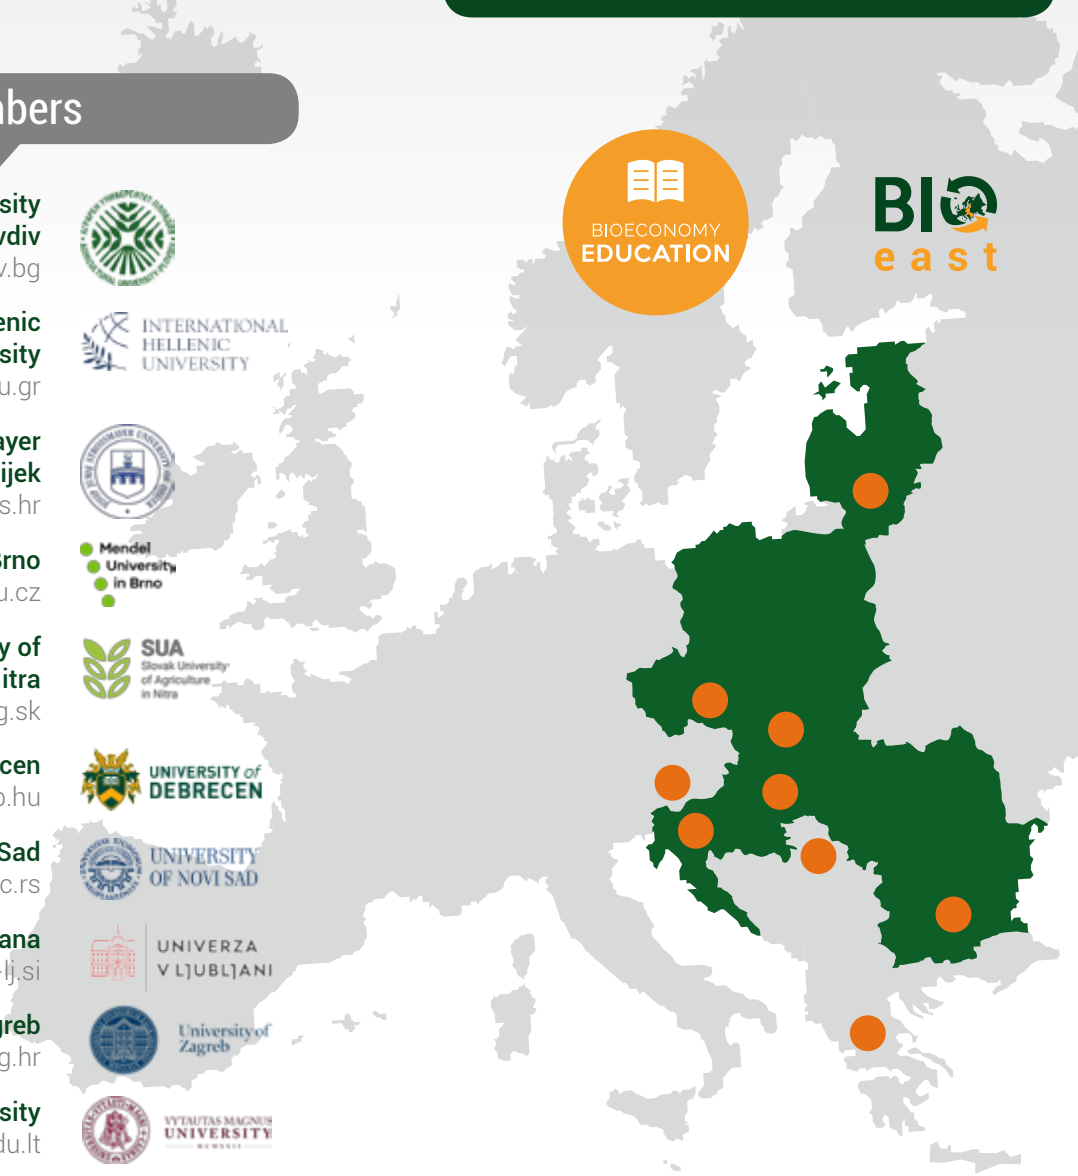 nbers
BIOECONOMY
EDUCATION
BIO
east
sity
vdiv
v.bg
enic
sity
u.gr
INTERNATIONAL
HELLENIC
UNIVERSITY
ayer
ijek
s.hr
Brno
u.cz
Mendel
University
in Brno
y of
itra
g.sk
SUA
Slovak University
of Agriculture
in Nitra
cen
b.hu
UNIVERSITY of
DEBRECEN
Sad
c.rs
UNIVERSITY
OF NOVI SAD
ana
-lj.si
UNIVERZA
V LJUBLJANI
greb
g.hr
University of
Zagreb
sity
du.lt
VYTAUTAS MAGNUS
UNIVERSITY